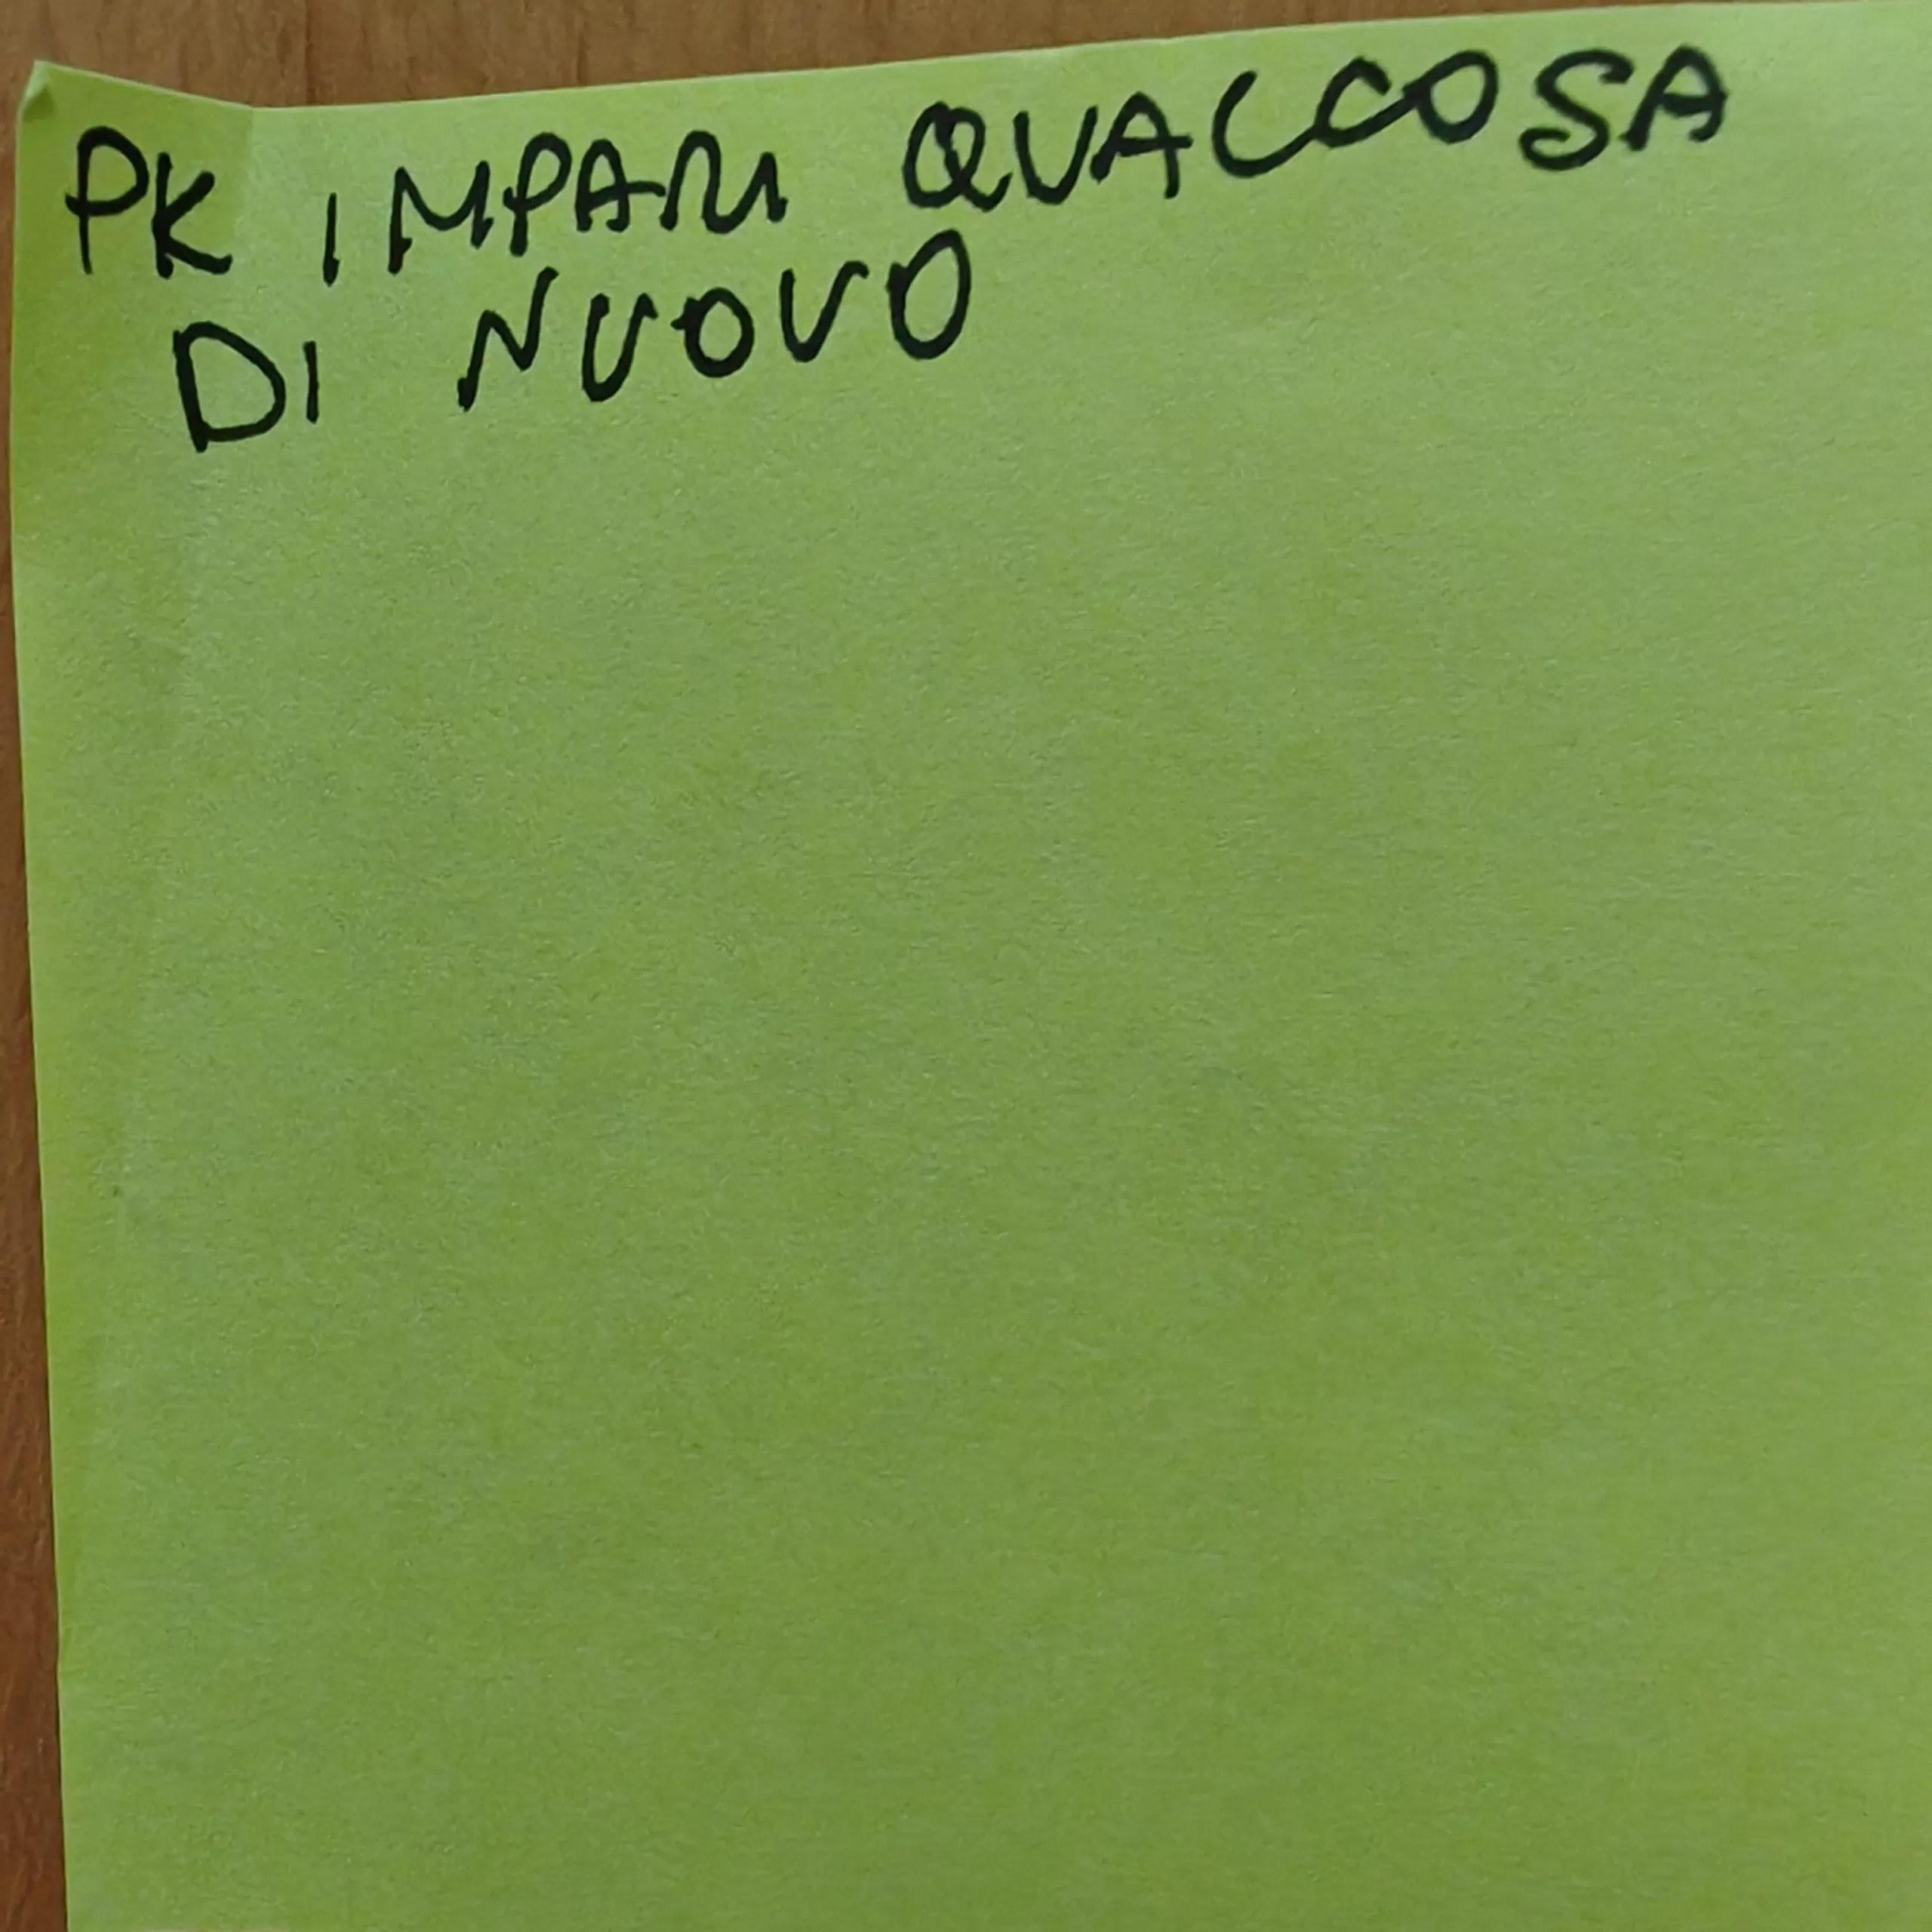 PK IMPARI QUALCOSA
DI NUOVO